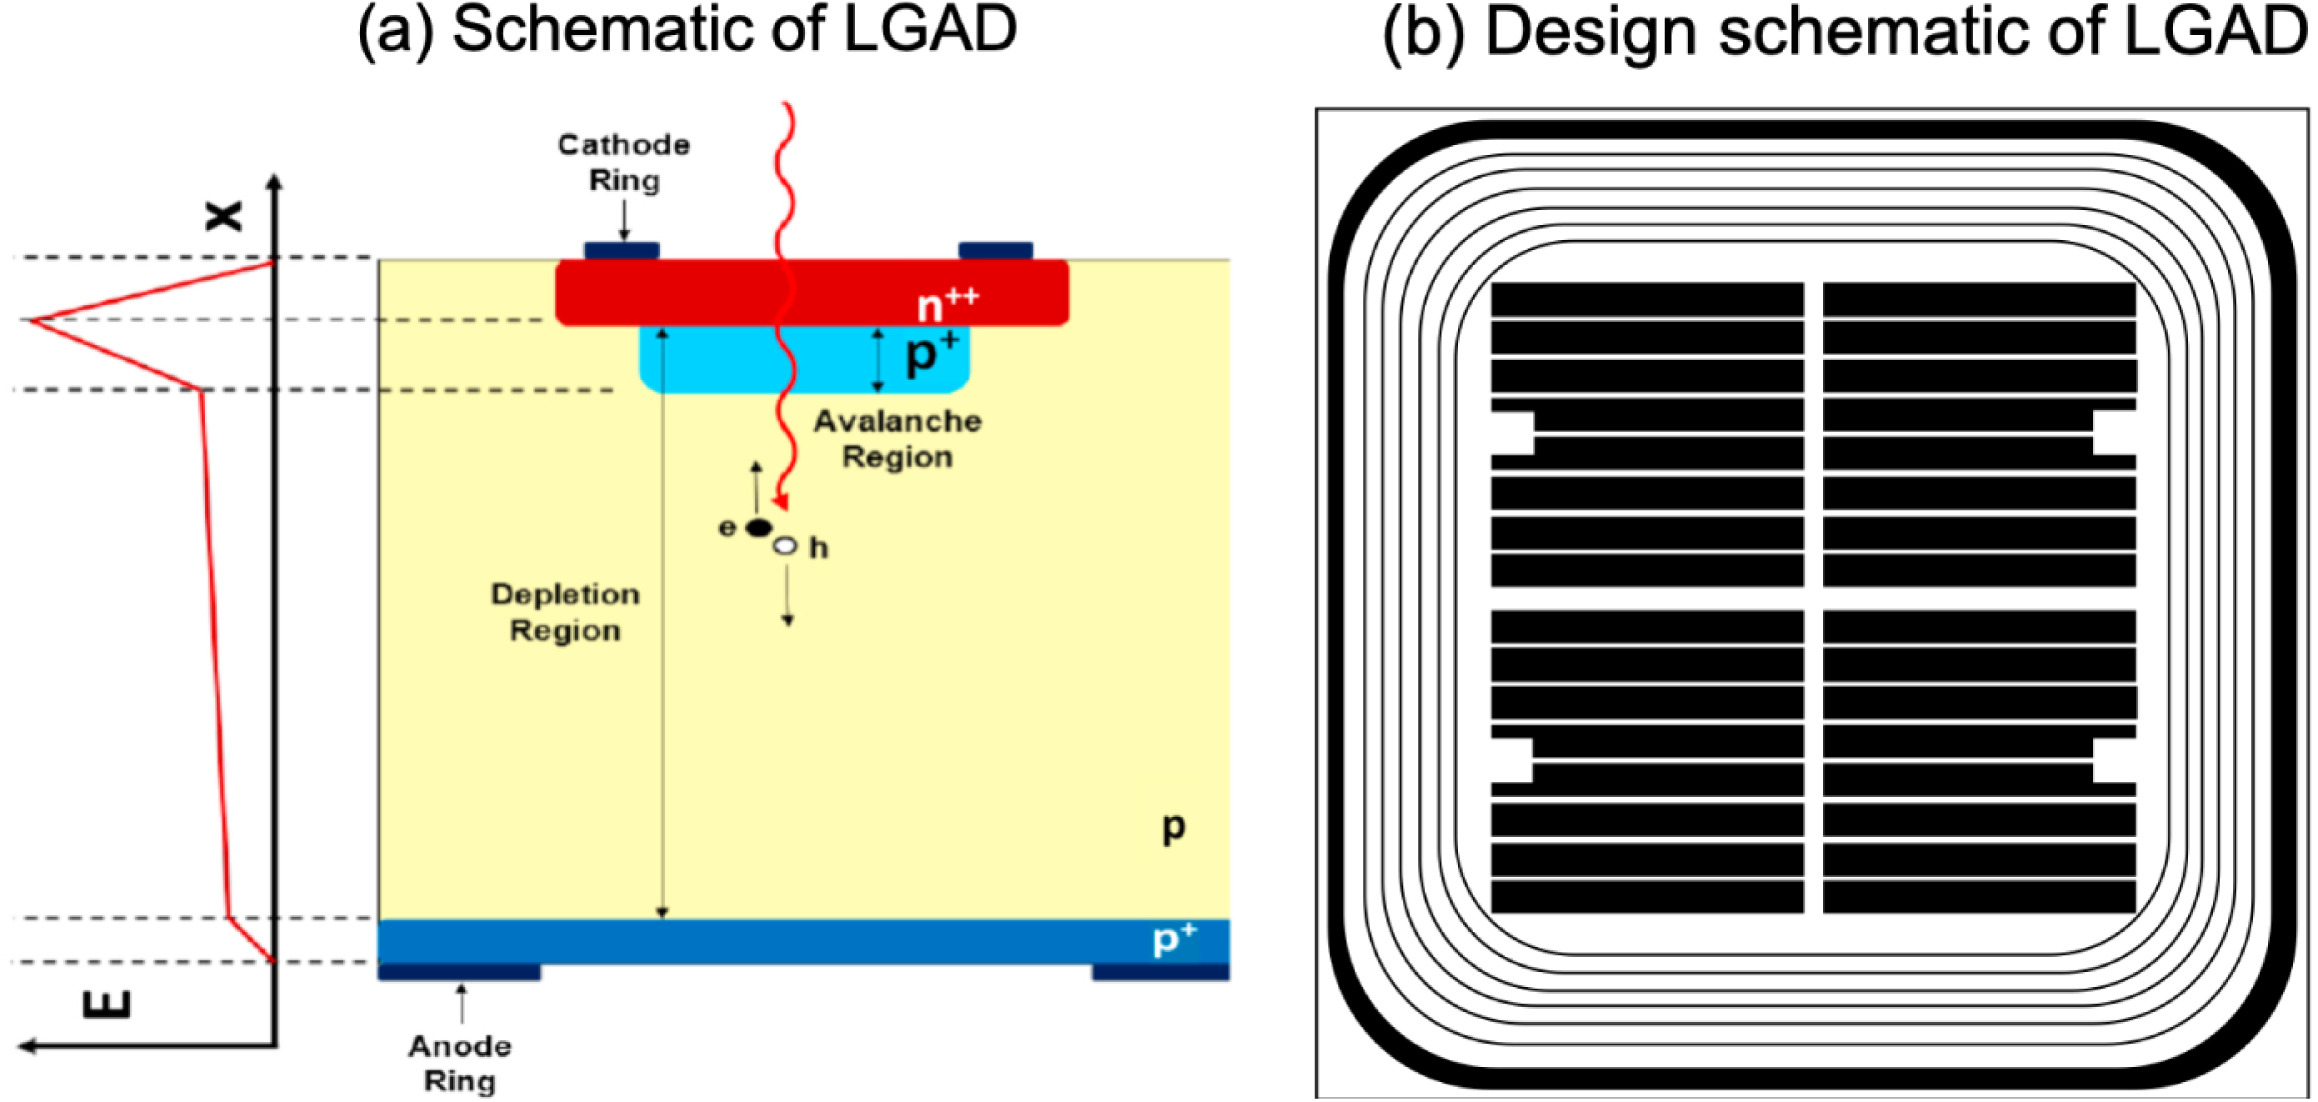 (a) Schematic of LGAD
(b) Design schematic of LGAD
Cathode
Ring
X
n++
p+
Avalanche
Region
e
h
Depletion
Region
p
p+
E
Anode
Ring